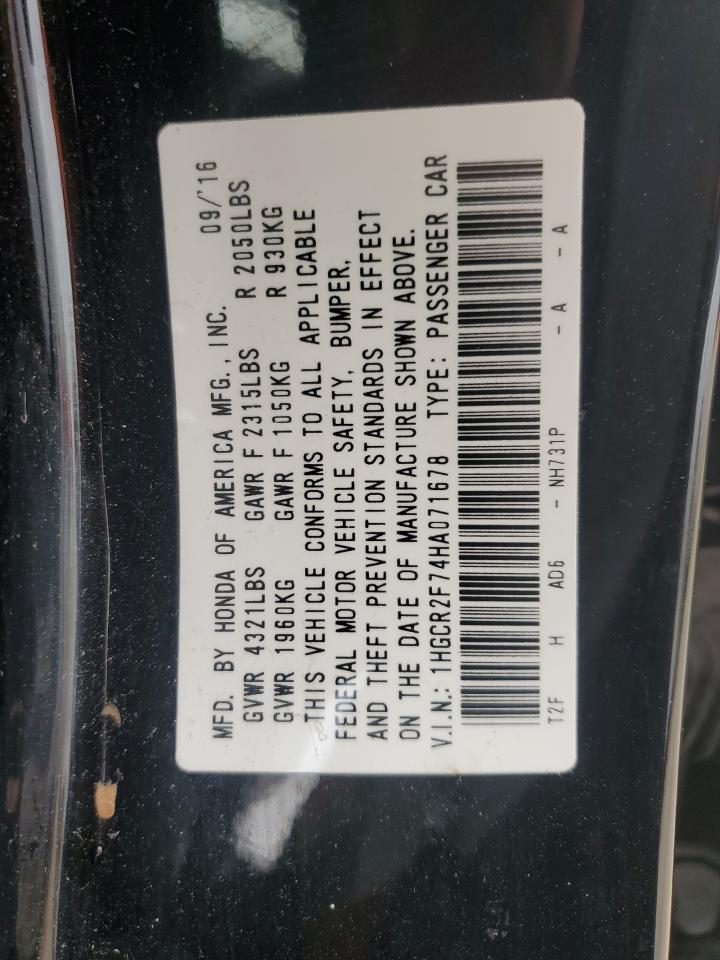 MFD. BY HONDA OF AMERICA MFG., INC. 09/'16
GVWR 4321LBS GAWR F 2315LBS R 2050LBS
GVWR 1960KG GAWR F 1050KG R 930KG
THIS VEHICLE CONFORMS TO ALL APPLICABLE
FEDERAL MOTOR VEHICLE SAFETY, BUMPER,
AND THEFT PREVENTION STANDARDS IN EFFECT
ON THE DATE OF MANUFACTURE SHOWN ABOVE.
V.I.N.: 1HGCR2F74HA071678 TYPE: PASSENGER CAR
T2F H AD6 - NH731P - A - A